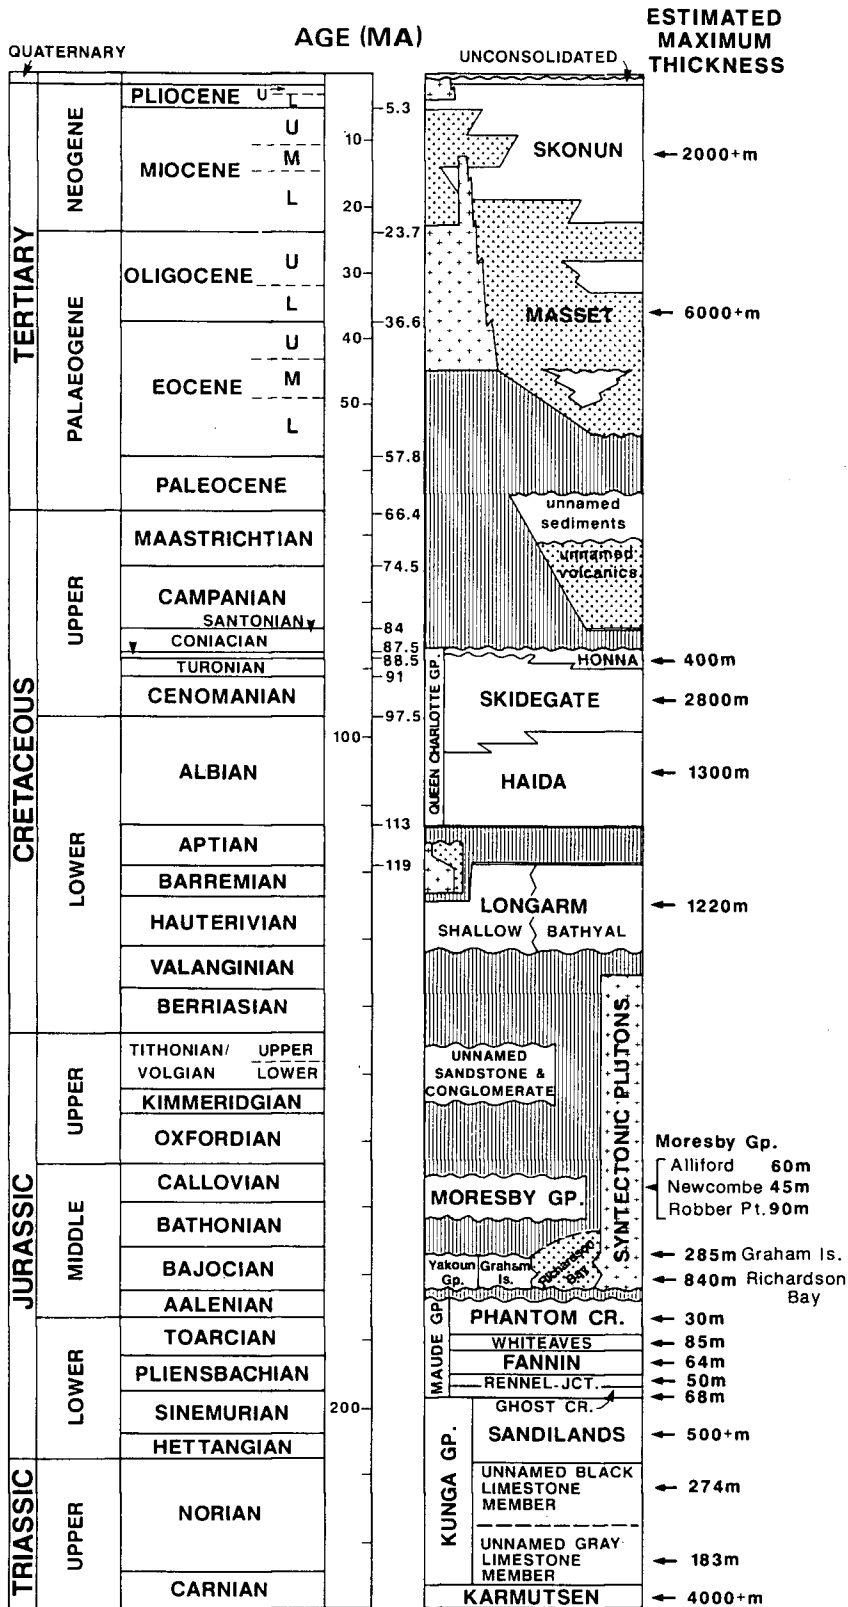 AGE (MA)
ESTIMATED
MAXIMUM
THICKNESS
QUATERNARY
UNCONSOLIDATED
TERTIARY
NEOGENE
PALAEOGENE
PLIOCENE
U
L
MIOCENE
U
M
L
OLIGOCENE
U
L
EOCENE
U
M
L
PALEOCENE
CRETACEOUS
UPPER
MAASTRICHTIAN
CAMPANIAN
SANTONIAN
CONIACIAN
TURONIAN
CENOMANIAN
LOWER
ALBIAN
APTIAN
BARREMIAN
HAUTERIVIAN
VALANGINIAN
BERRIASIAN
JURASSIC
UPPER
TITHONIAN/ UPPER
VOLGIAN LOWER
KIMMERIDGIAN
OXFORDIAN
MIDDLE
CALLOVIAN
BATHONIAN
BAJOCIAN
AALENIAN
LOWER
TOARCIAN
PLIENSBACHIAN
SINEMURIAN
HETTANGIAN
TRIASSIC
UPPER
NORIAN
CARNIAN
5.3
10
20
23.7
30
36.6
40
50
57.8
66.4
74.5
84
87.5
88.5
91
97.5
100
113
119
200
SKONUN
2000+m
MASSET
6000+m
unnamed
sediments
unnamed
volcanics
QUEEN CHARLOTTE GP.
HONNA
400m
SKIDEGATE
2800m
HAIDA
1300m
LONGARM
1220m
SHALLOW BATHYAL
SYNTECTONIC PLUTONS
UNNAMED
SANDSTONE &
CONGLOMERATE
MORESBY GP.
Moresby Gp.
Alliford 60m
Newcombe 45m
Robber Pt. 90m
Yakoun
Gp.
Graham
Is.
Richardson
Bay
285m Graham Is.
840m Richardson
Bay
MAUDE GP.
PHANTOM CR.
30m
WHITEAVES
85m
FANNIN
64m
RENNEL-JCT.
50m
GHOST CR.
68m
KUNGA GP.
SANDILANDS
500+m
UNNAMED BLACK
LIMESTONE
MEMBER
274m
UNNAMED GRAY
LIMESTONE
MEMBER
183m
KARMUTSEN
4000+m